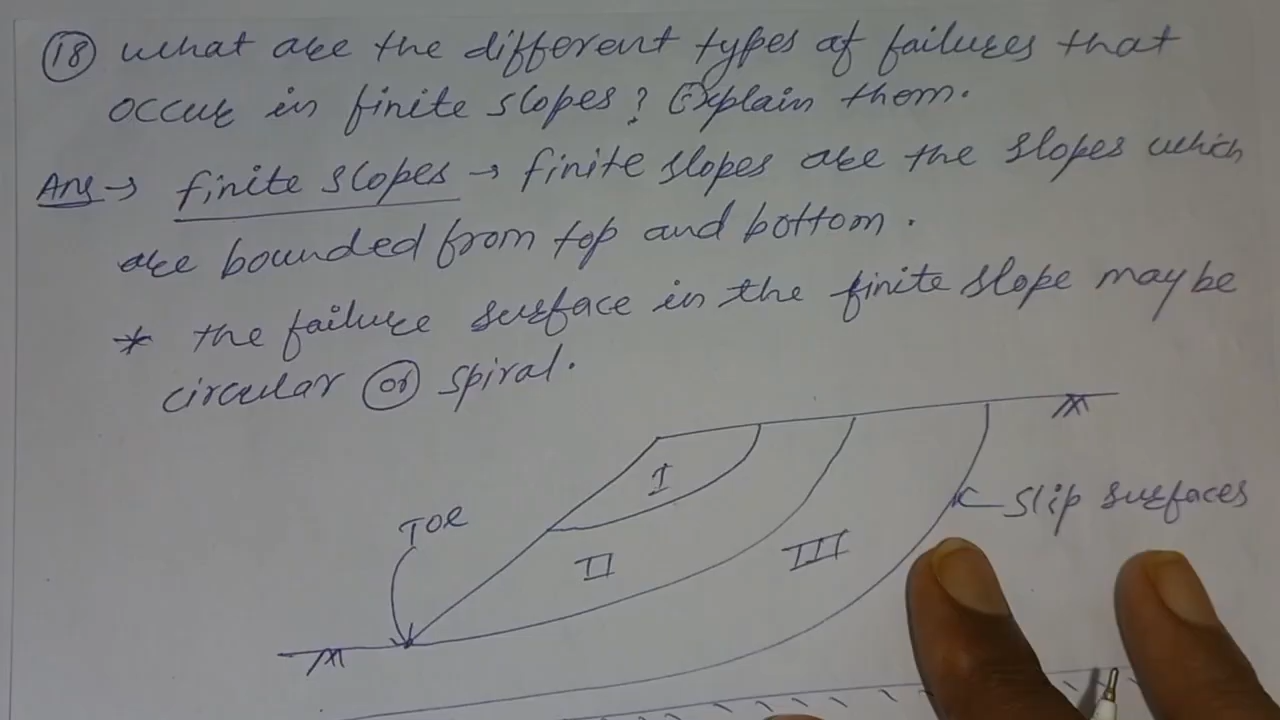 18 what are the different types of failures that
occur in finite slopes? Explain them.
Ans → finite slopes → finite slopes are the slopes which
are bounded from top and bottom.
* the failure surface in the finite slope may be
circular or spiral.
I
Toe
II
III
slip surfaces